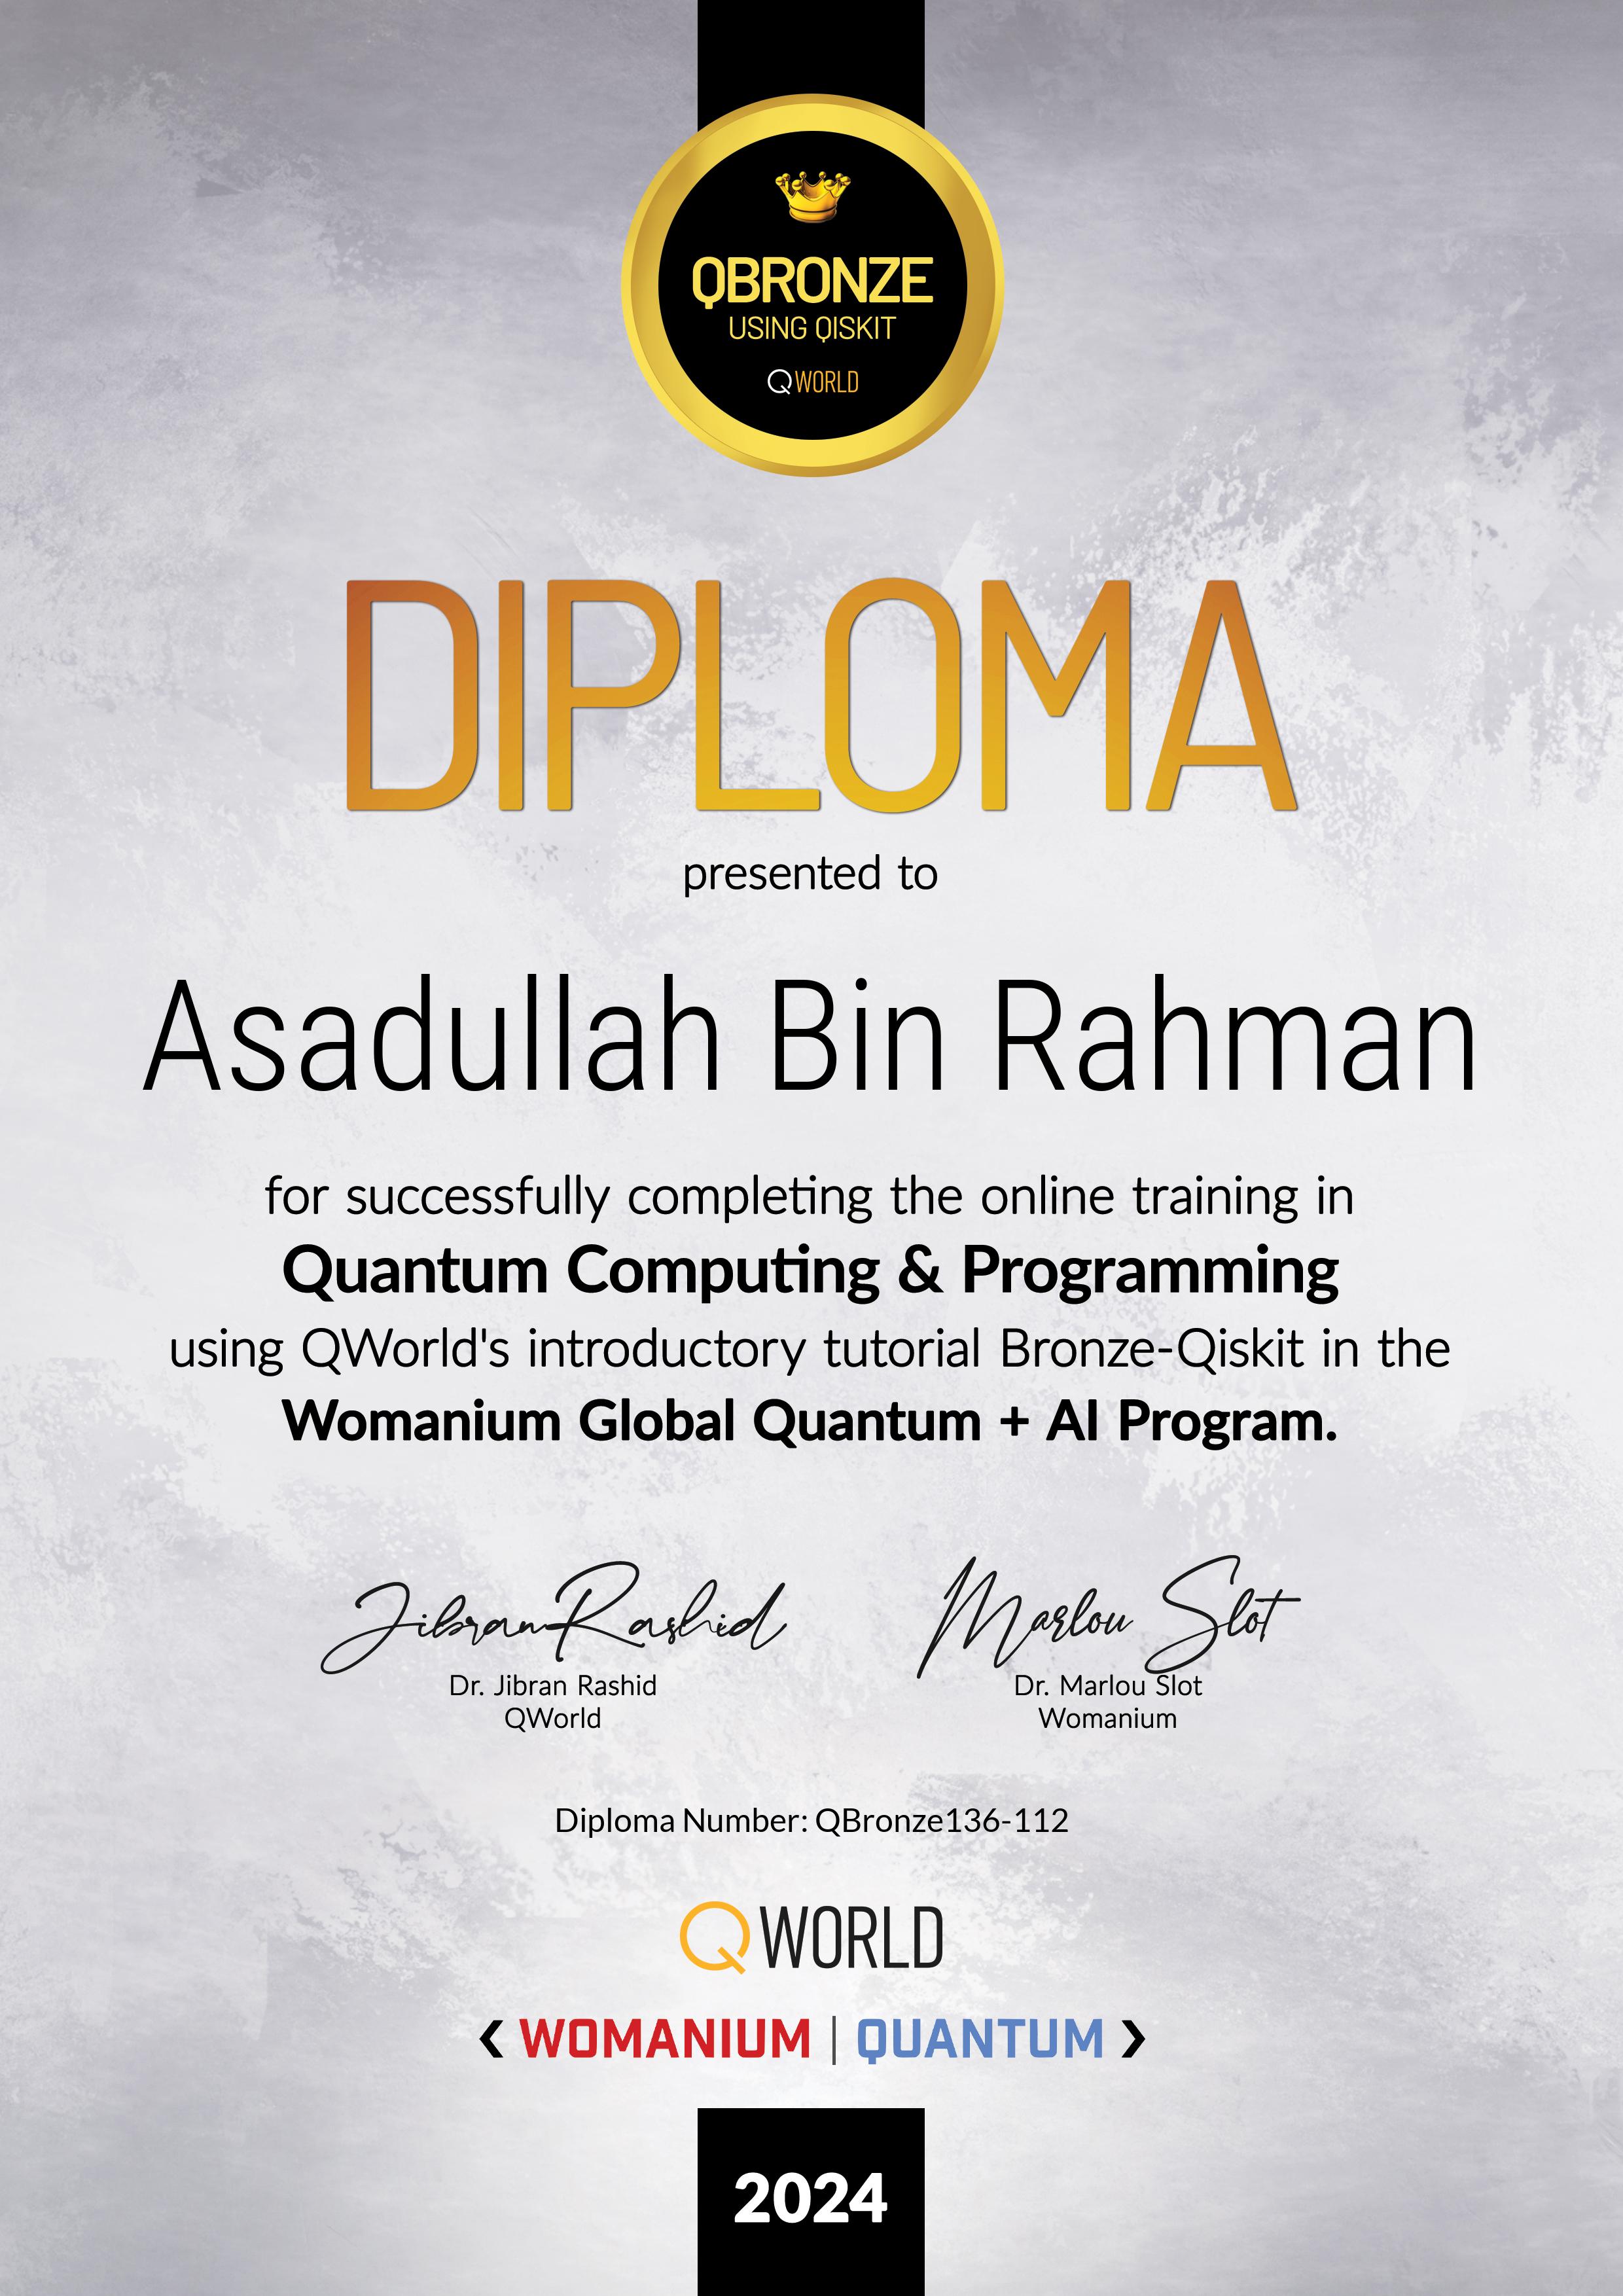 QBRONZE
USING QISKIT
QWORLD
DIPLOMA
presented to
Asadullah Bin Rahman
for successfully completing the online training in
Quantum Computing & Programming
using QWorld's introductory tutorial Bronze-Qiskit in the
Womanium Global Quantum + AI Program.
Jibran Rashid Marlou Slot
Dr. Jibran Rashid Dr. Marlou Slot
QWorld Womanium
Diploma Number: QBronze136-112
QWORLD
‹ WOMANIUM | QUANTUM ›
2024